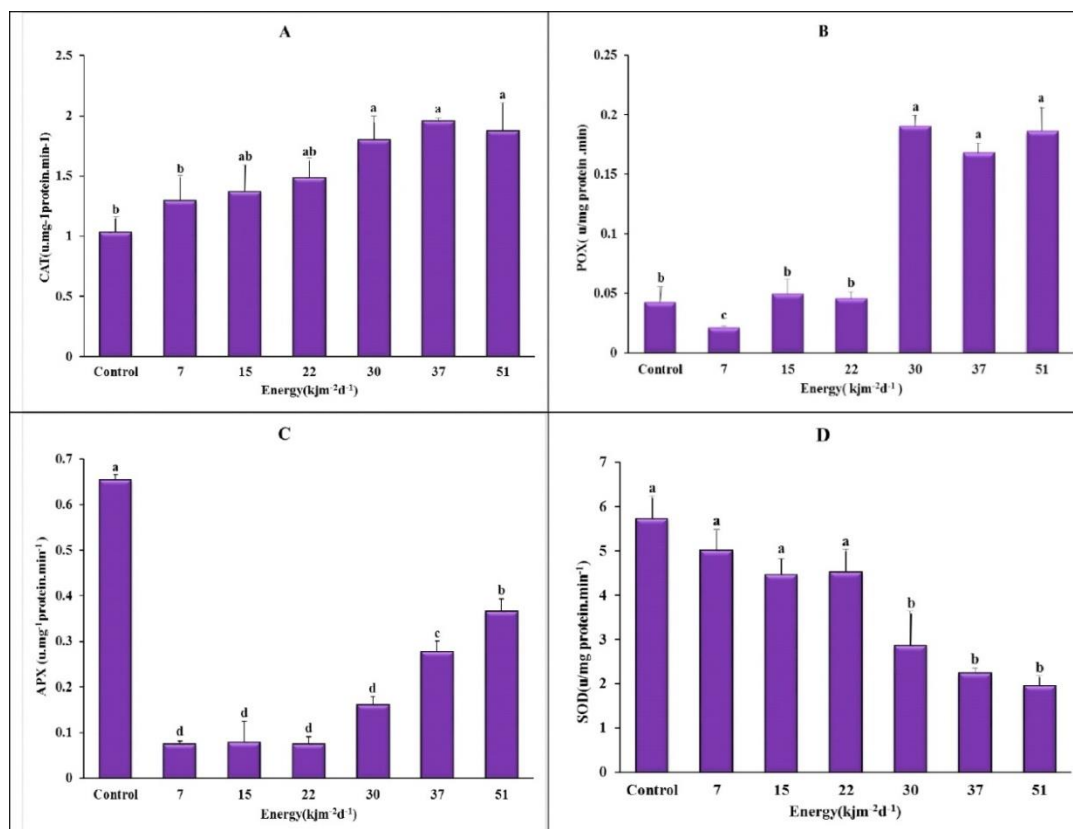 A
CAT(u.mg-1protein.min-1)
2.5
2
1.5
1
0.5
0
b
b
ab
ab
a
a
a
Control 7 15 22 30 37 51
Energy(kjm⁻²d⁻¹)
B
POX( u/mg protein .min)
0.25
0.2
0.15
0.1
0.05
0
b
c
b
b
a
a
a
Control 7 15 22 30 37 51
Energy( kjm⁻²d⁻¹ )
C
APX (u.mg⁻¹protein.min⁻¹)
0.7
0.6
0.5
0.4
0.3
0.2
0.1
0
a
d
d
d
d
c
b
Control 7 15 22 30 37 51
Energy(kjm⁻²d⁻¹)
D
SOD(u/mg protein.min⁻¹)
7
6
5
4
3
2
1
0
a
a
a
a
b
b
b
Control 7 15 22 30 37 51
Energy(kjm⁻²d⁻¹)